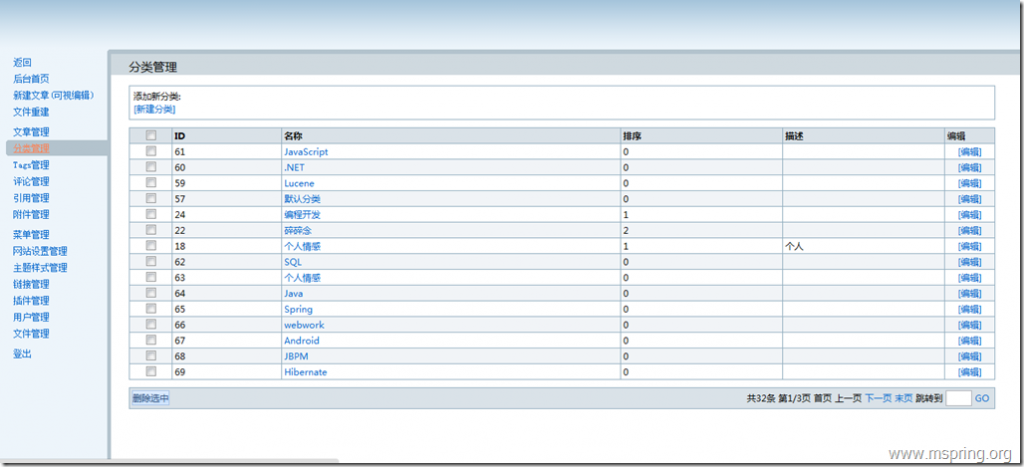 返回
后台首页
新建文章(可视编辑)
文件重建
文章管理
分类管理
Tags管理
评论管理
引用管理
附件管理
菜单管理
网站设置管理
主题样式管理
链接管理
插件管理
用户管理
文件管理
登出
分类管理
添加新分类:
[新建分类]
ID 名称 排序 描述 编辑
61 JavaScript 0 [编辑]
60 .NET 0 [编辑]
59 Lucene 0 [编辑]
57 默认分类 0 [编辑]
24 编程开发 1 [编辑]
22 碎碎念 2 [编辑]
18 个人情感 1 个人 [编辑]
62 SQL 0 [编辑]
63 个人情感 0 [编辑]
64 Java 0 [编辑]
65 Spring 0 [编辑]
66 webwork 0 [编辑]
67 Android 0 [编辑]
68 JBPM 0 [编辑]
69 Hibernate 0 [编辑]
删除选中 共32条 第1/3页 首页 上一页 下一页 末页 跳转到 GO
www.mspring.org